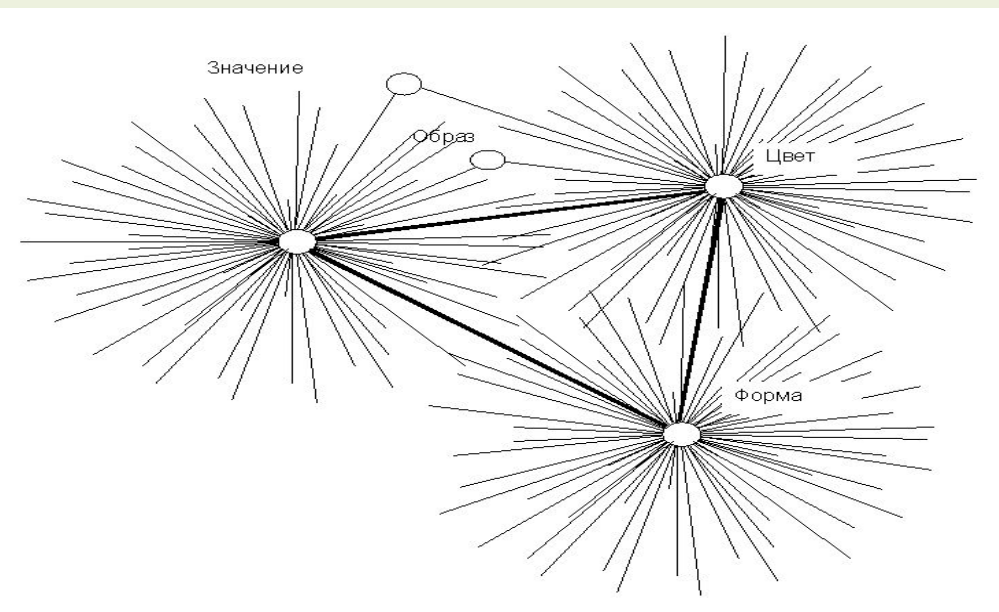 Значение
Образ
Цвет
Форма